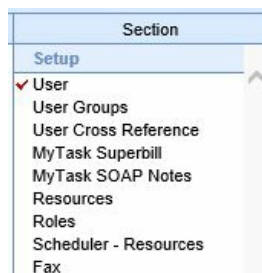 Section
Setup
User
User Groups
User Cross Reference
MyTask Superbill
MyTask SOAP Notes
Resources
Roles
Scheduler - Resources
Fax